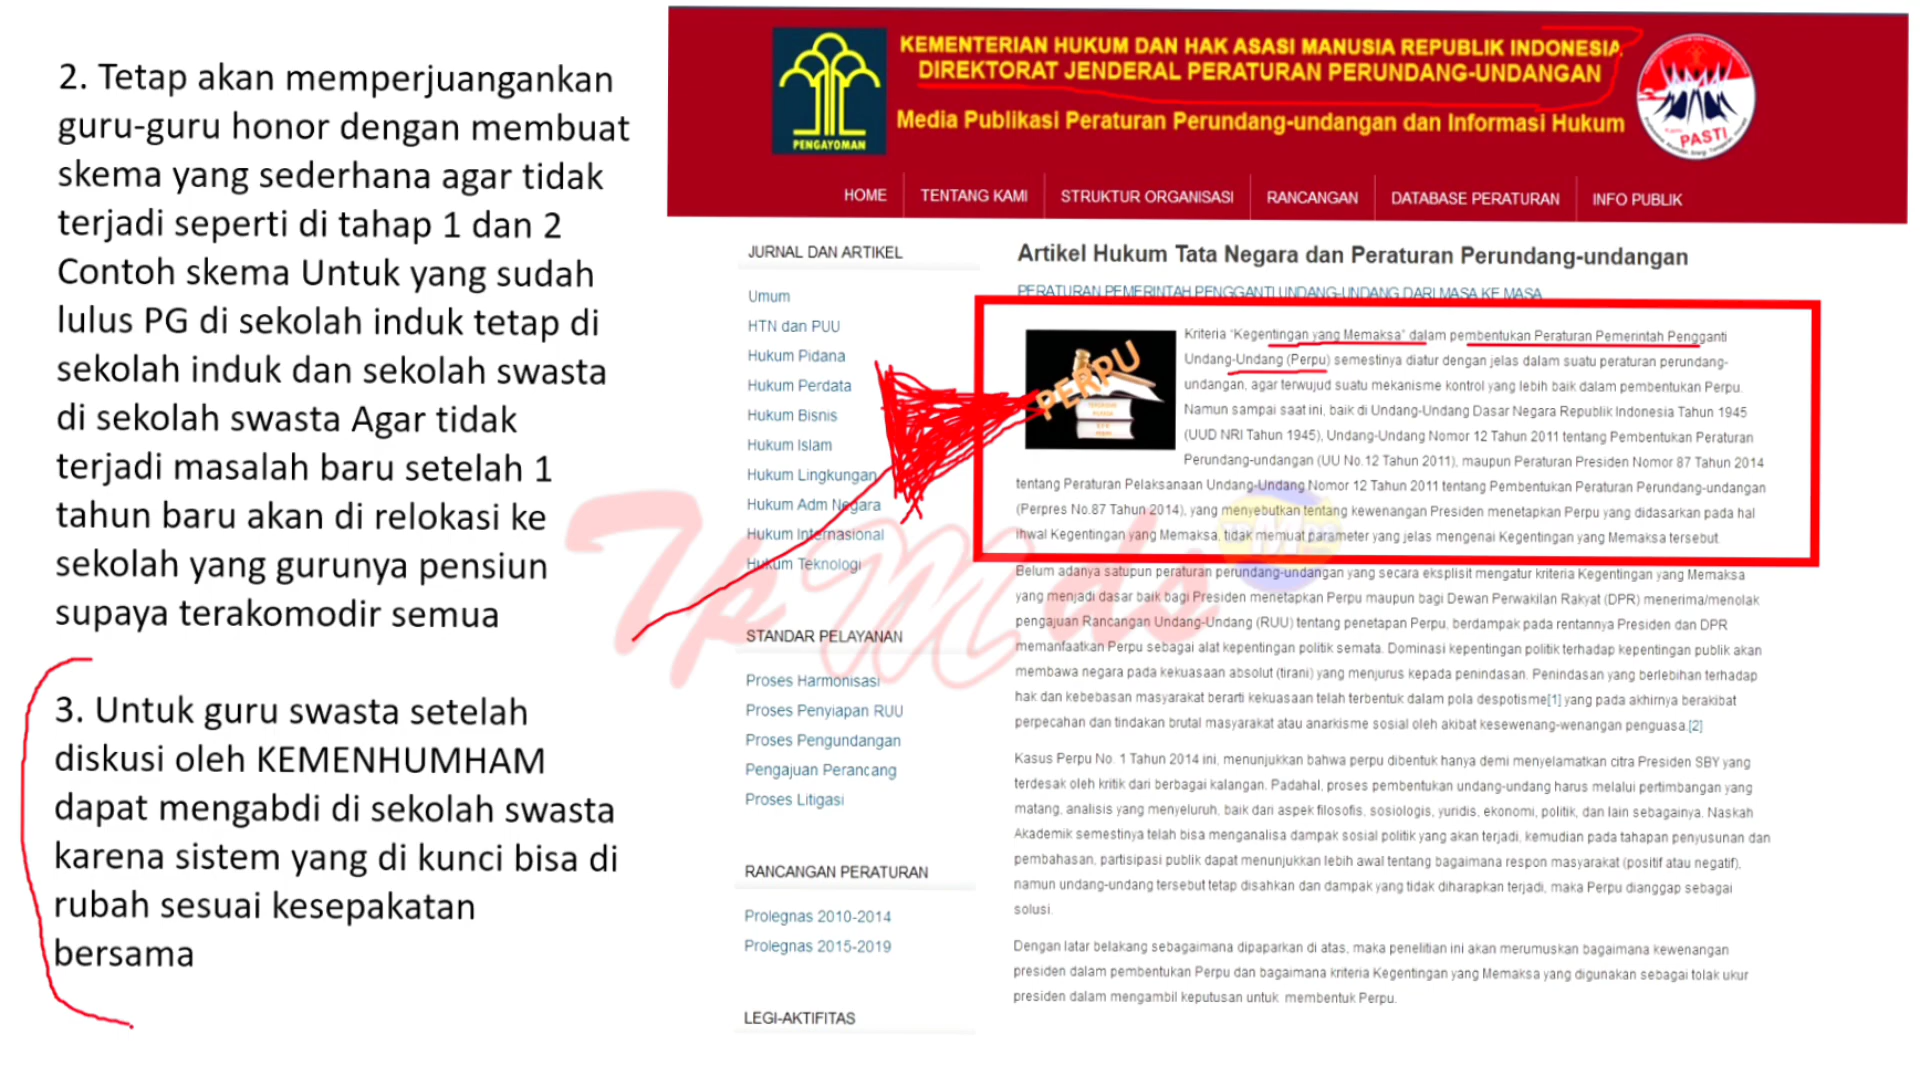 2. Tetap akan memperjuangankan
guru-guru honor dengan membuat
skema yang sederhana agar tidak
terjadi seperti di tahap 1 dan 2
Contoh skema Untuk yang sudah
lulus PG di sekolah induk tetap di
sekolah induk dan sekolah swasta
di sekolah swasta Agar tidak
terjadi masalah baru setelah 1
tahun baru akan di relokasi ke
sekolah yang gurunya pensiun
supaya terakomodir semua
3. Untuk guru swasta setelah
diskusi oleh KEMENHUMHAM
dapat mengabdi di sekolah swasta
karena sistem yang di kunci bisa di
rubah sesuai kesepakatan
bersama
PENGAYOMAN
KEMENTERIAN HUKUM DAN HAK ASASI MANUSIA REPUBLIK INDONESIA
DIREKTORAT JENDERAL PERATURAN PERUNDANG-UNDANGAN
Media Publikasi Peraturan Perundang-undangan dan Informasi Hukum
PASTI
HOME
TENTANG KAMI
STRUKTUR ORGANISASI
RANCANGAN
DATABASE PERATURAN
INFO PUBLIK
JURNAL DAN ARTIKEL
Umum
HTN dan PUU
Hukum Pidana
Hukum Perdata
Hukum Bisnis
Hukum Islam
Hukum Lingkungan
Hukum Adm Negara
Hukum Internasional
Hukum Teknologi
STANDAR PELAYANAN
Proses Harmonisasi
Proses Penyiapan RUU
Proses Pengundangan
Pengajuan Perancang
Proses Litigasi
RANCANGAN PERATURAN
Prolegnas 2010-2014
Prolegnas 2015-2019
LEGI-AKTIFITAS
Artikel Hukum Tata Negara dan Peraturan Perundang-undangan
PERATURAN PEMERINTAH PENGGANTI UNDANG-UNDANG DARI MASA KE MASA
PERPU
Kriteria "Kegentingan yang Memaksa" dalam pembentukan Peraturan Pemerintah Pengganti
Undang-Undang (Perpu) semestinya diatur dengan jelas dalam suatu peraturan perundang-
undangan, agar terwujud suatu mekanisme kontrol yang lebih baik dalam pembentukan Perpu.
Namun sampai saat ini, baik di Undang-Undang Dasar Negara Republik Indonesia Tahun 1945
(UUD NRI Tahun 1945), Undang-Undang Nomor 12 Tahun 2011 tentang Pembentukan Peraturan
Perundang-undangan (UU No.12 Tahun 2011), maupun Peraturan Presiden Nomor 87 Tahun 2014
tentang Peraturan Pelaksanaan Undang-Undang Nomor 12 Tahun 2011 tentang Pembentukan Peraturan Perundang-undangan
(Perpres No.87 Tahun 2014), yang menyebutkan tentang kewenangan Presiden menetapkan Perpu yang didasarkan pada hal
ihwal Kegentingan yang Memaksa, tidak memuat parameter yang jelas mengenai Kegentingan yang Memaksa tersebut.
Belum adanya satupun peraturan perundang-undangan yang secara eksplisit mengatur kriteria Kegentingan yang Memaksa
yang menjadi dasar baik bagi Presiden menetapkan Perpu maupun bagi Dewan Perwakilan Rakyat (DPR) menerima/menolak
pengajuan Rancangan Undang-Undang (RUU) tentang penetapan Perpu, berdampak pada rentannya Presiden dan DPR
memanfaatkan Perpu sebagai alat kepentingan politik semata. Dominasi kepentingan politik terhadap kepentingan publik akan
membawa negara pada kekuasaan absolut (tirani) yang menjurus kepada penindasan. Penindasan yang berlebihan terhadap
hak dan kebebasan masyarakat berarti kekuasaan telah terbentuk dalam pola despotisme[1] yang pada akhirnya berakibat
perpecahan dan tindakan brutal masyarakat atau anarkisme sosial oleh akibat kesewenang-wenangan penguasa.[2]
Kasus Perpu No. 1 Tahun 2014 ini, menunjukkan bahwa perpu dibentuk hanya demi menyelamatkan citra Presiden SBY yang
terdesak oleh kritik dari berbagai kalangan. Padahal, proses pembentukan undang-undang harus melalui pertimbangan yang
matang, analisis yang menyeluruh, baik dari aspek filosofis, sosiologis, yuridis, ekonomi, politik, dan lain sebagainya. Naskah
Akademik semestinya telah bisa menganalisa dampak sosial politik yang akan terjadi, kemudian pada tahapan penyusunan dan
pembahasan, partisipasi publik dapat menunjukkan lebih awal tentang bagaimana respon masyarakat (positif atau negatif),
namun undang-undang tersebut tetap disahkan dan dampak yang tidak diharapkan terjadi, maka Perpu dianggap sebagai
solusi.
Dengan latar belakang sebagaimana dipaparkan di atas, maka penelitian ini akan merumuskan bagaimana kewenangan
presiden dalam pembentukan Perpu dan bagaimana kriteria Kegentingan yang Memaksa yang digunakan sebagai tolak ukur
presiden dalam mengambil keputusan untuk membentuk Perpu.